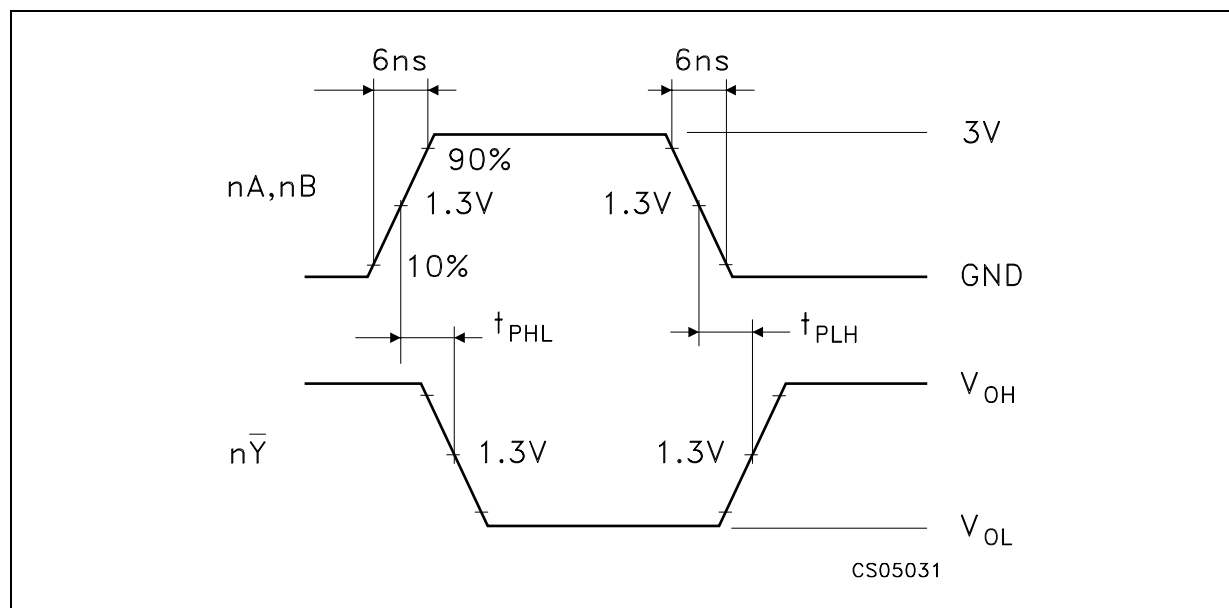 6ns 6ns
3V
90%
nA,nB 1.3V 1.3V
10%
GND
tPHL tPLH
VOH
nY̅ 1.3V 1.3V
VOL
CS05031